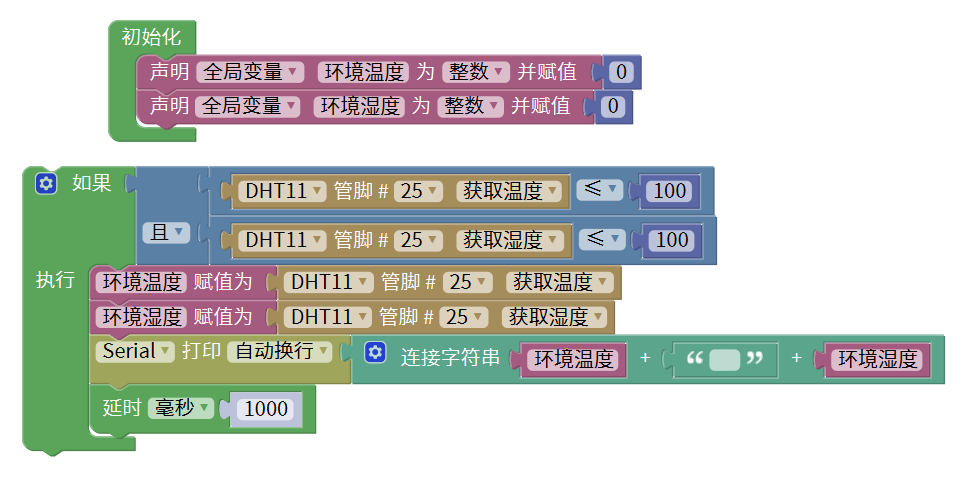 初始化
声明 全局变量 环境温度 为 整数 并赋值 0
声明 全局变量 环境湿度 为 整数 并赋值 0
如果 DHT11 管脚 # 25 获取温度 ≤ 100
且 DHT11 管脚 # 25 获取湿度 ≤ 100
执行 环境温度 赋值为 DHT11 管脚 # 25 获取温度
环境湿度 赋值为 DHT11 管脚 # 25 获取湿度
Serial 打印 自动换行 连接字符串 环境温度 + “ ” + 环境湿度
延时 毫秒 1000